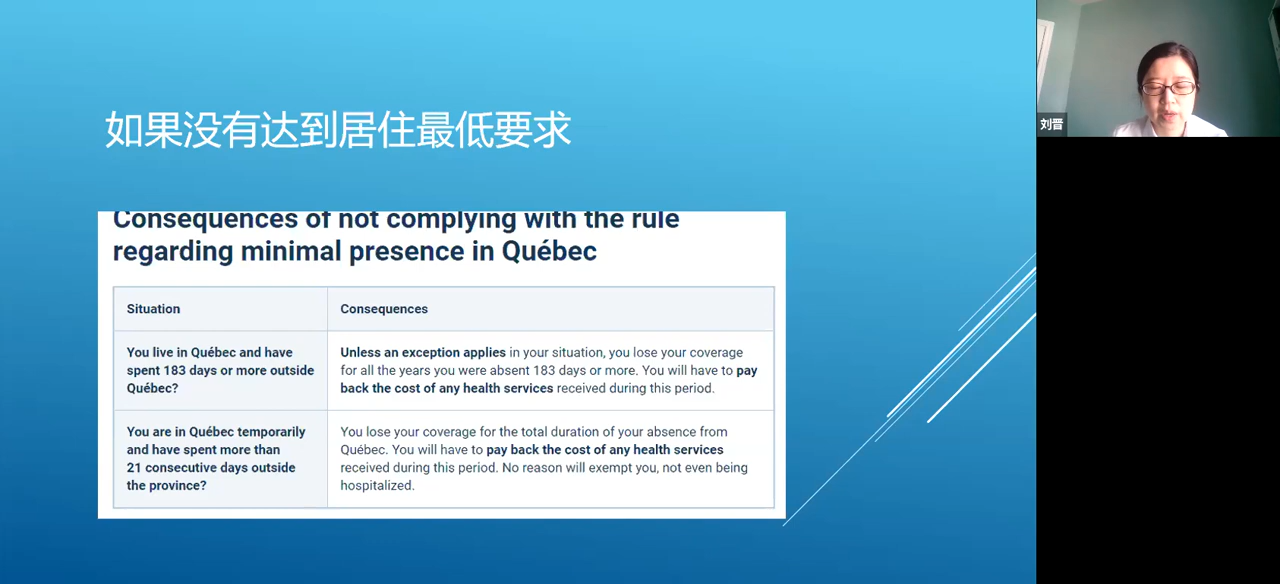 如果没有达到居住最低要求
Consequences of not complying with the rule
regarding minimal presence in Québec
Situation
Consequences
You live in Québec and have
spent 183 days or more outside
Québec?
Unless an exception applies in your situation, you lose your coverage
for all the years you were absent 183 days or more. You will have to pay
back the cost of any health services received during this period.
You are in Québec temporarily
and have spent more than
21 consecutive days outside
the province?
You lose your coverage for the total duration of your absence from
Québec. You will have to pay back the cost of any health services
received during this period. No reason will exempt you, not even being
hospitalized.
刘晋